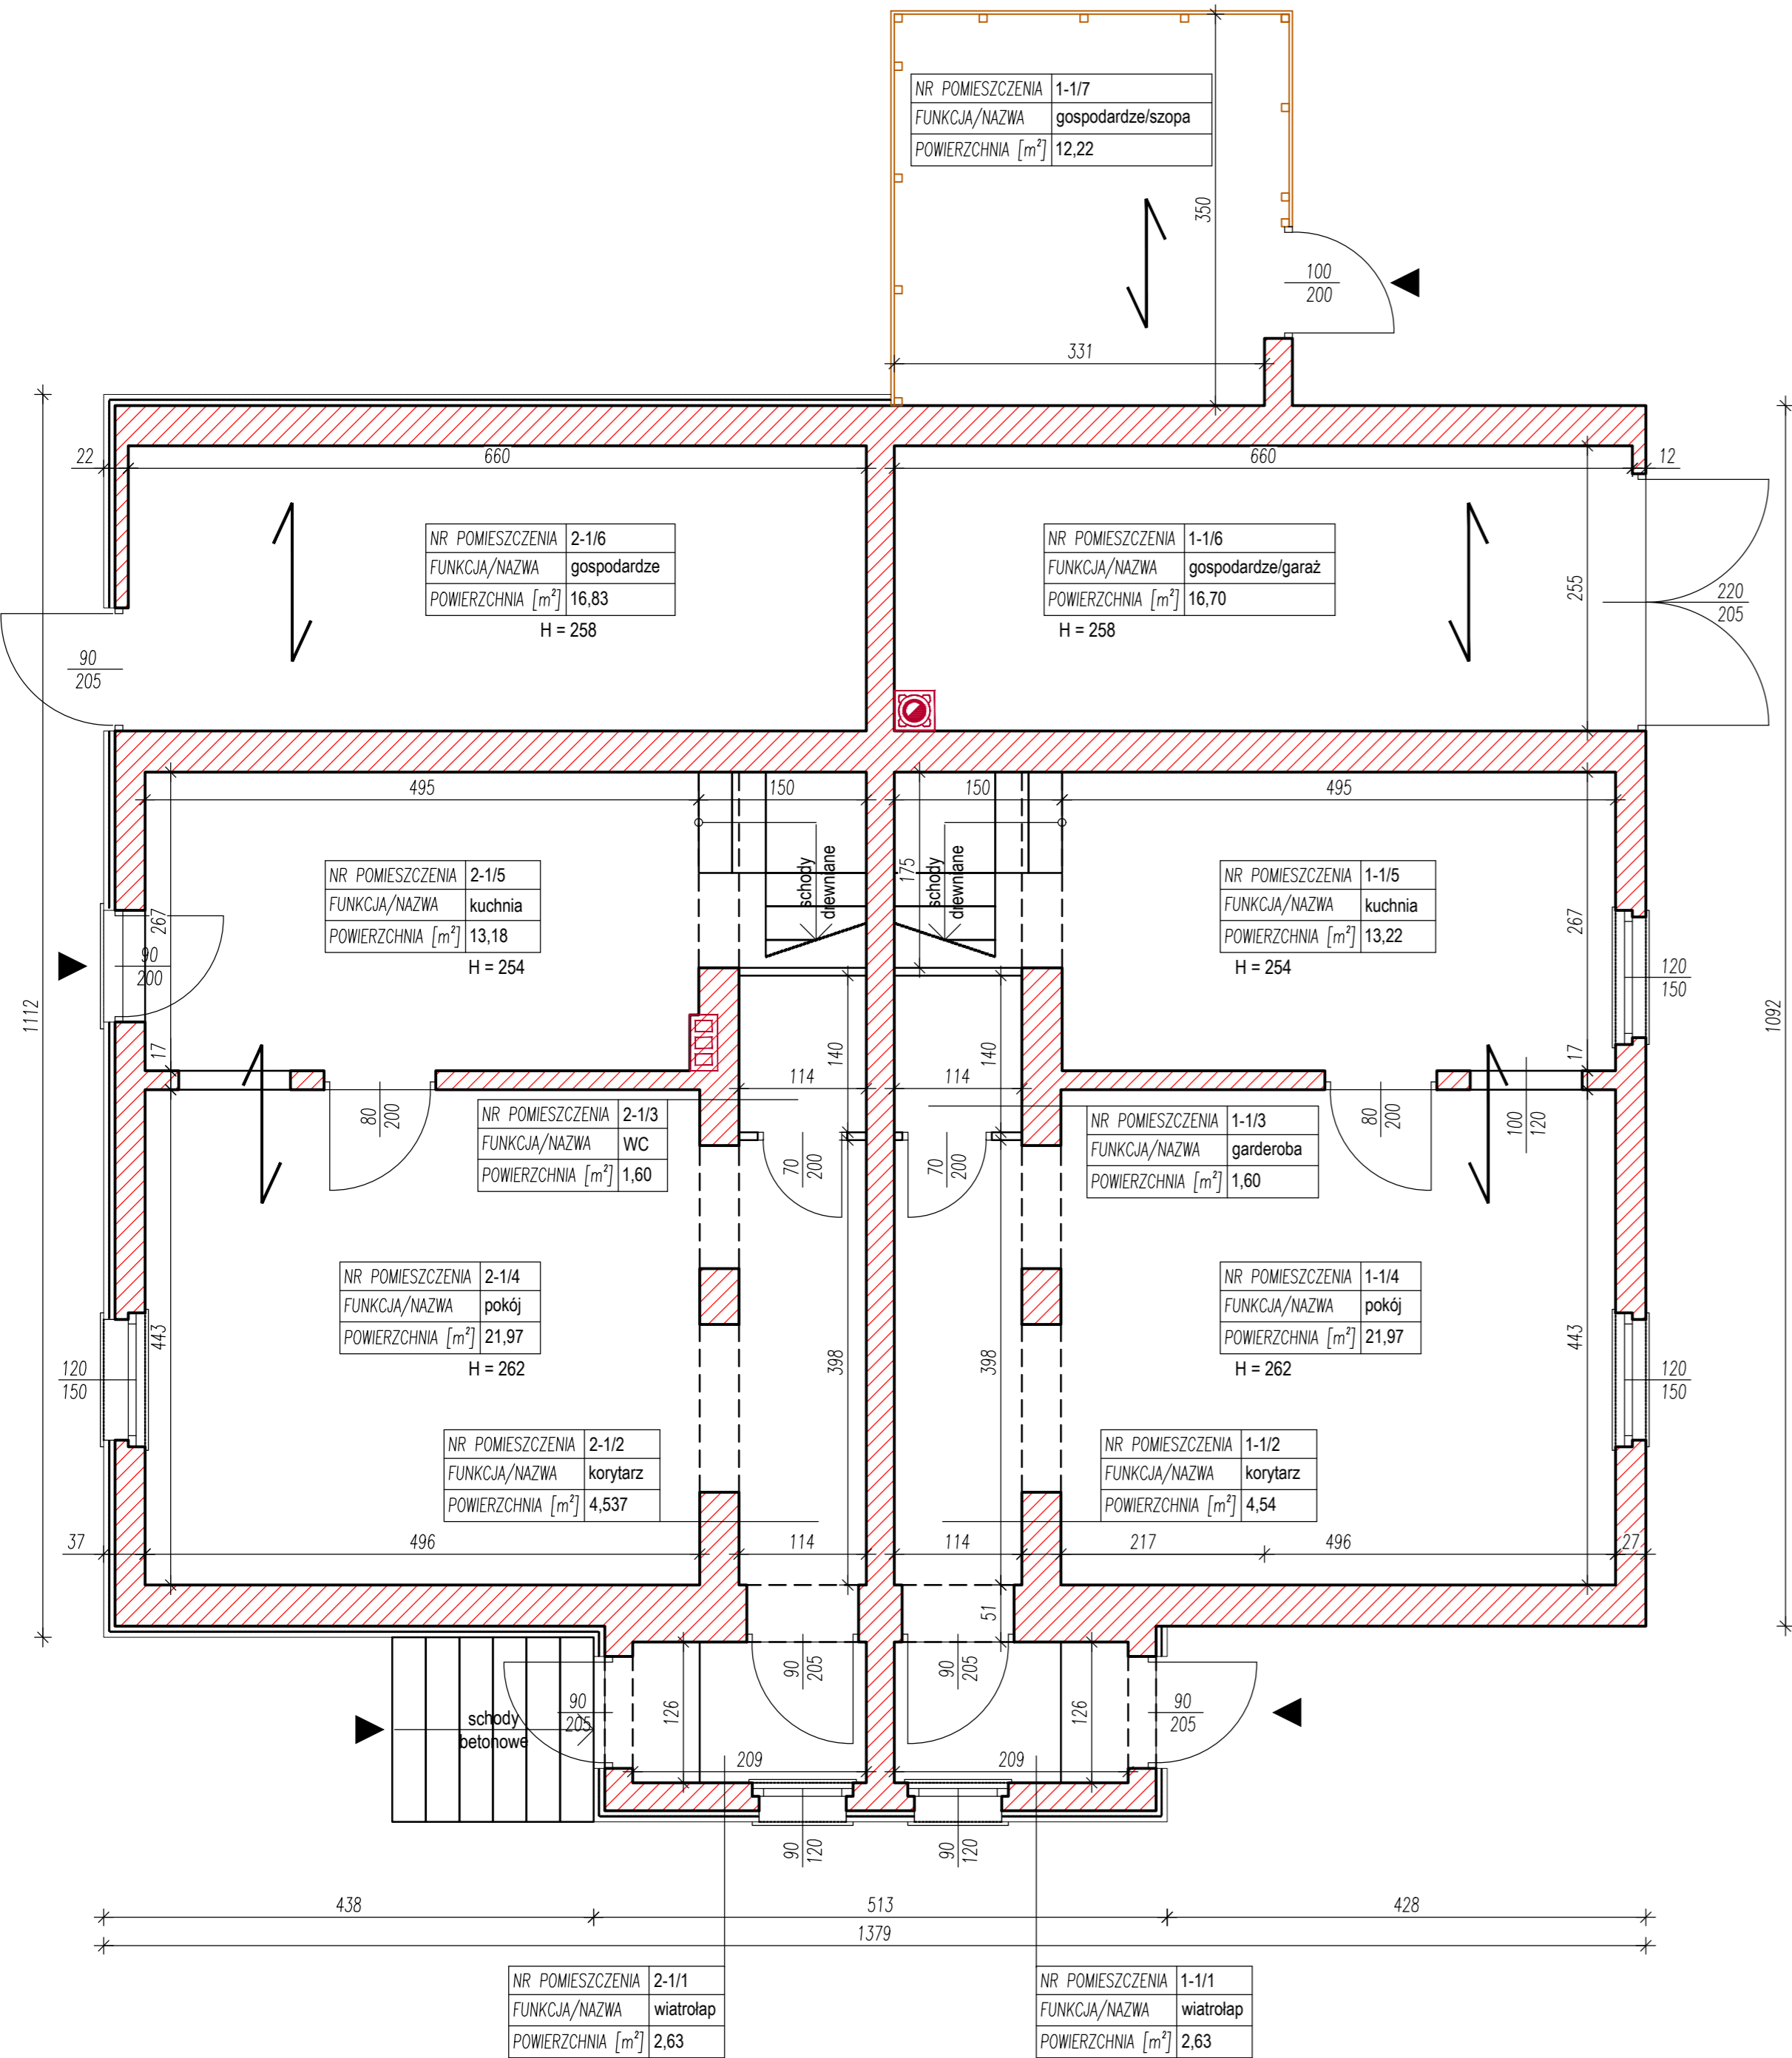 NR POMIESZCZENIA 1-1/7
FUNKCJA/NAZWA gospodardze/szopa
POWIERZCHNIA [m²] 12,22
350
100
200
331
22
660
660
12
NR POMIESZCZENIA 2-1/6
FUNKCJA/NAZWA gospodardze
POWIERZCHNIA [m²] 16,83
H = 258
NR POMIESZCZENIA 1-1/6
FUNKCJA/NAZWA gospodardze/garaż
POWIERZCHNIA [m²] 16,70
H = 258
255
220
205
90
205
495
150
150
495
175
schody
drewniane
schody
drewniane
NR POMIESZCZENIA 2-1/5
FUNKCJA/NAZWA kuchnia
POWIERZCHNIA [m²] 13,18
H = 254
NR POMIESZCZENIA 1-1/5
FUNKCJA/NAZWA kuchnia
POWIERZCHNIA [m²] 13,22
H = 254
267
267
90
200
120
150
1112
1092
17
17
140
140
114
114
80
200
80
200
100
120
NR POMIESZCZENIA 2-1/3
FUNKCJA/NAZWA WC
POWIERZCHNIA [m²] 1,60
NR POMIESZCZENIA 1-1/3
FUNKCJA/NAZWA garderoba
POWIERZCHNIA [m²] 1,60
70
200
70
200
NR POMIESZCZENIA 2-1/4
FUNKCJA/NAZWA pokój
POWIERZCHNIA [m²] 21,97
H = 262
NR POMIESZCZENIA 1-1/4
FUNKCJA/NAZWA pokój
POWIERZCHNIA [m²] 21,97
H = 262
443
398
398
443
120
150
120
150
NR POMIESZCZENIA 2-1/2
FUNKCJA/NAZWA korytarz
POWIERZCHNIA [m²] 4,537
NR POMIESZCZENIA 1-1/2
FUNKCJA/NAZWA korytarz
POWIERZCHNIA [m²] 4,54
37
496
114
114
217
496
27
51
90
205
90
205
90
205
90
205
schody
betonowe
126
126
209
209
90
120
90
120
438
513
428
1379
NR POMIESZCZENIA 2-1/1
FUNKCJA/NAZWA wiatrołap
POWIERZCHNIA [m²] 2,63
NR POMIESZCZENIA 1-1/1
FUNKCJA/NAZWA wiatrołap
POWIERZCHNIA [m²] 2,63